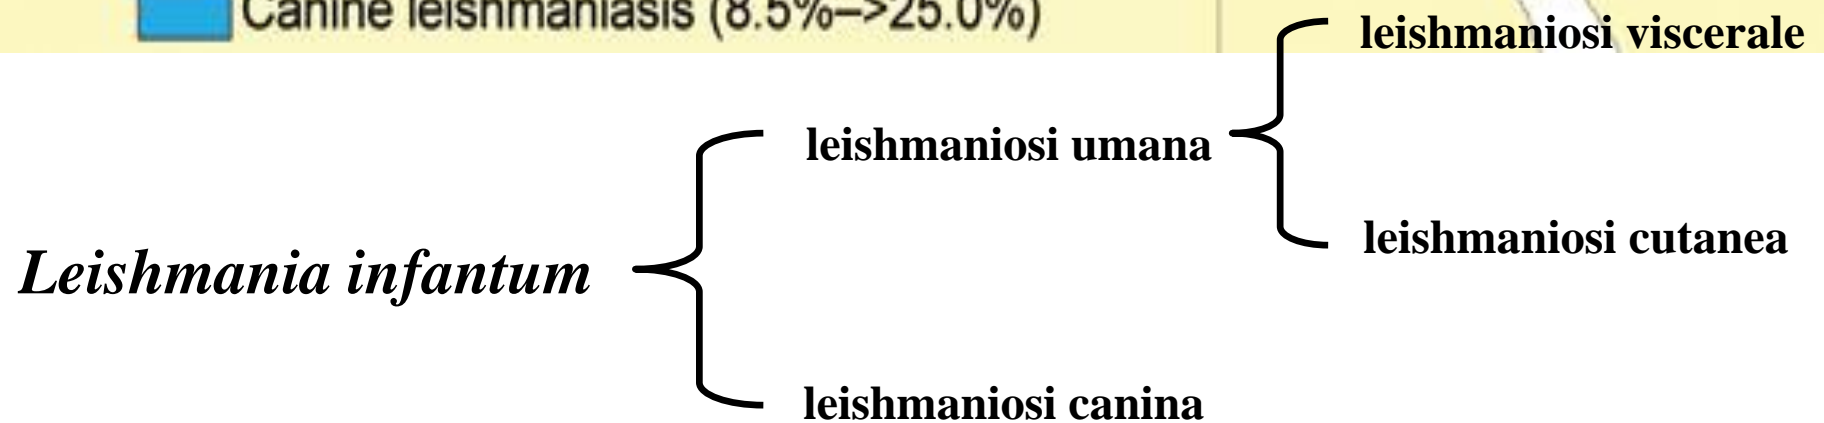 Canine leishmaniasis (8.5%–>25.0%)
leishmaniosi viscerale
leishmaniosi umana
leishmaniosi cutanea
Leishmania infantum
leishmaniosi canina